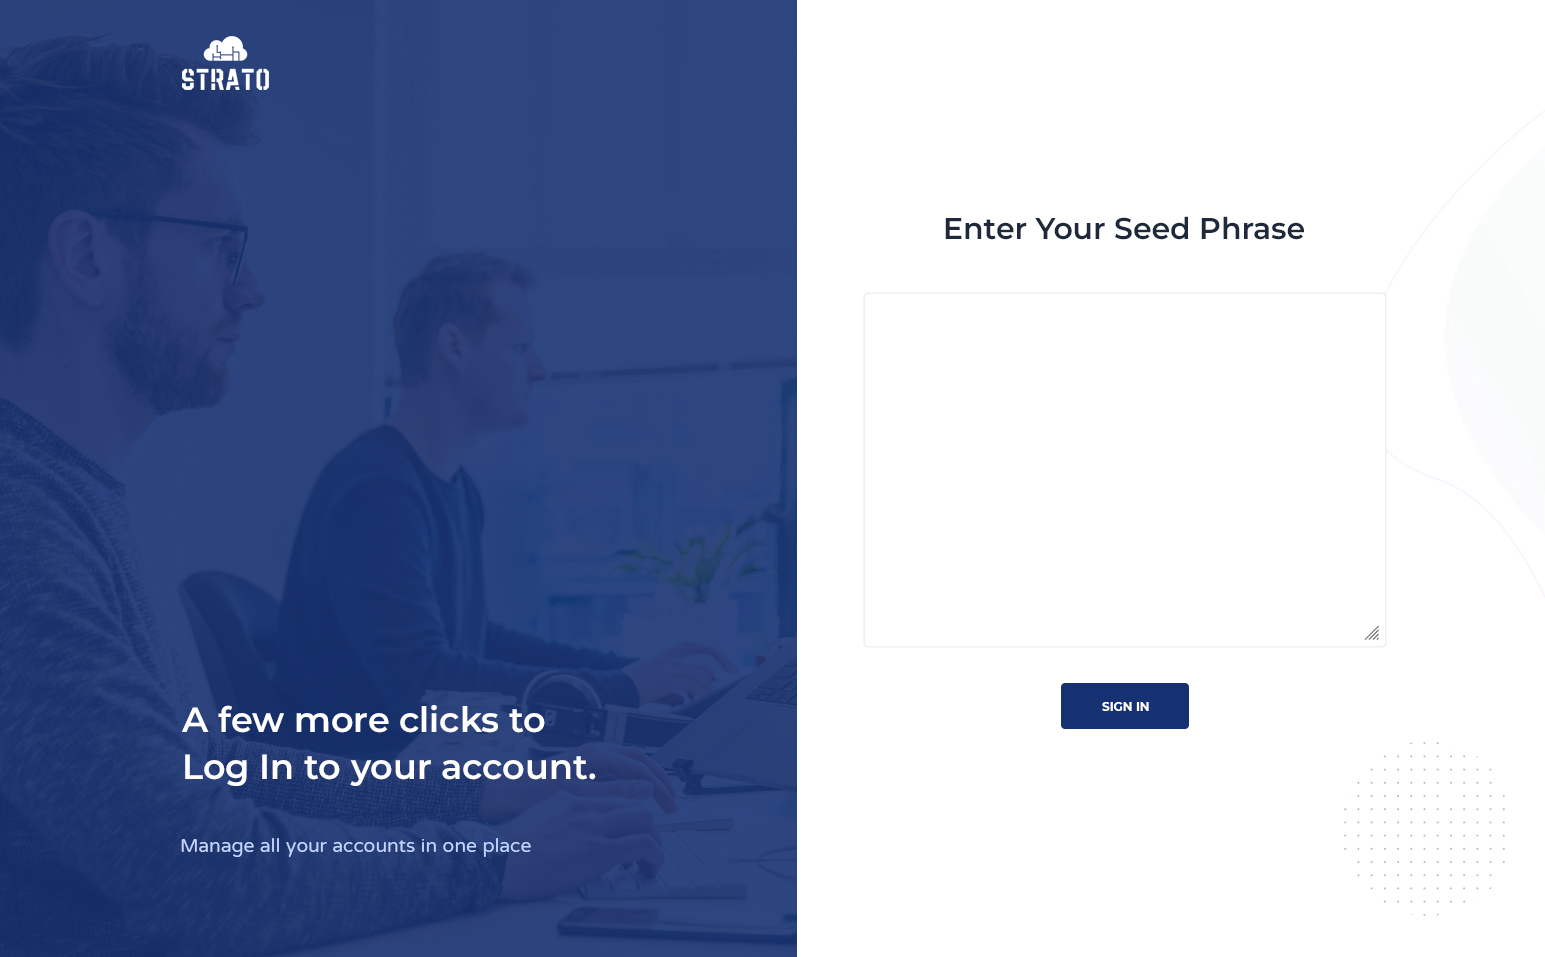 STRATO
A few more clicks to
Log In to your account.
Manage all your accounts in one place
Enter Your Seed Phrase
SIGN IN